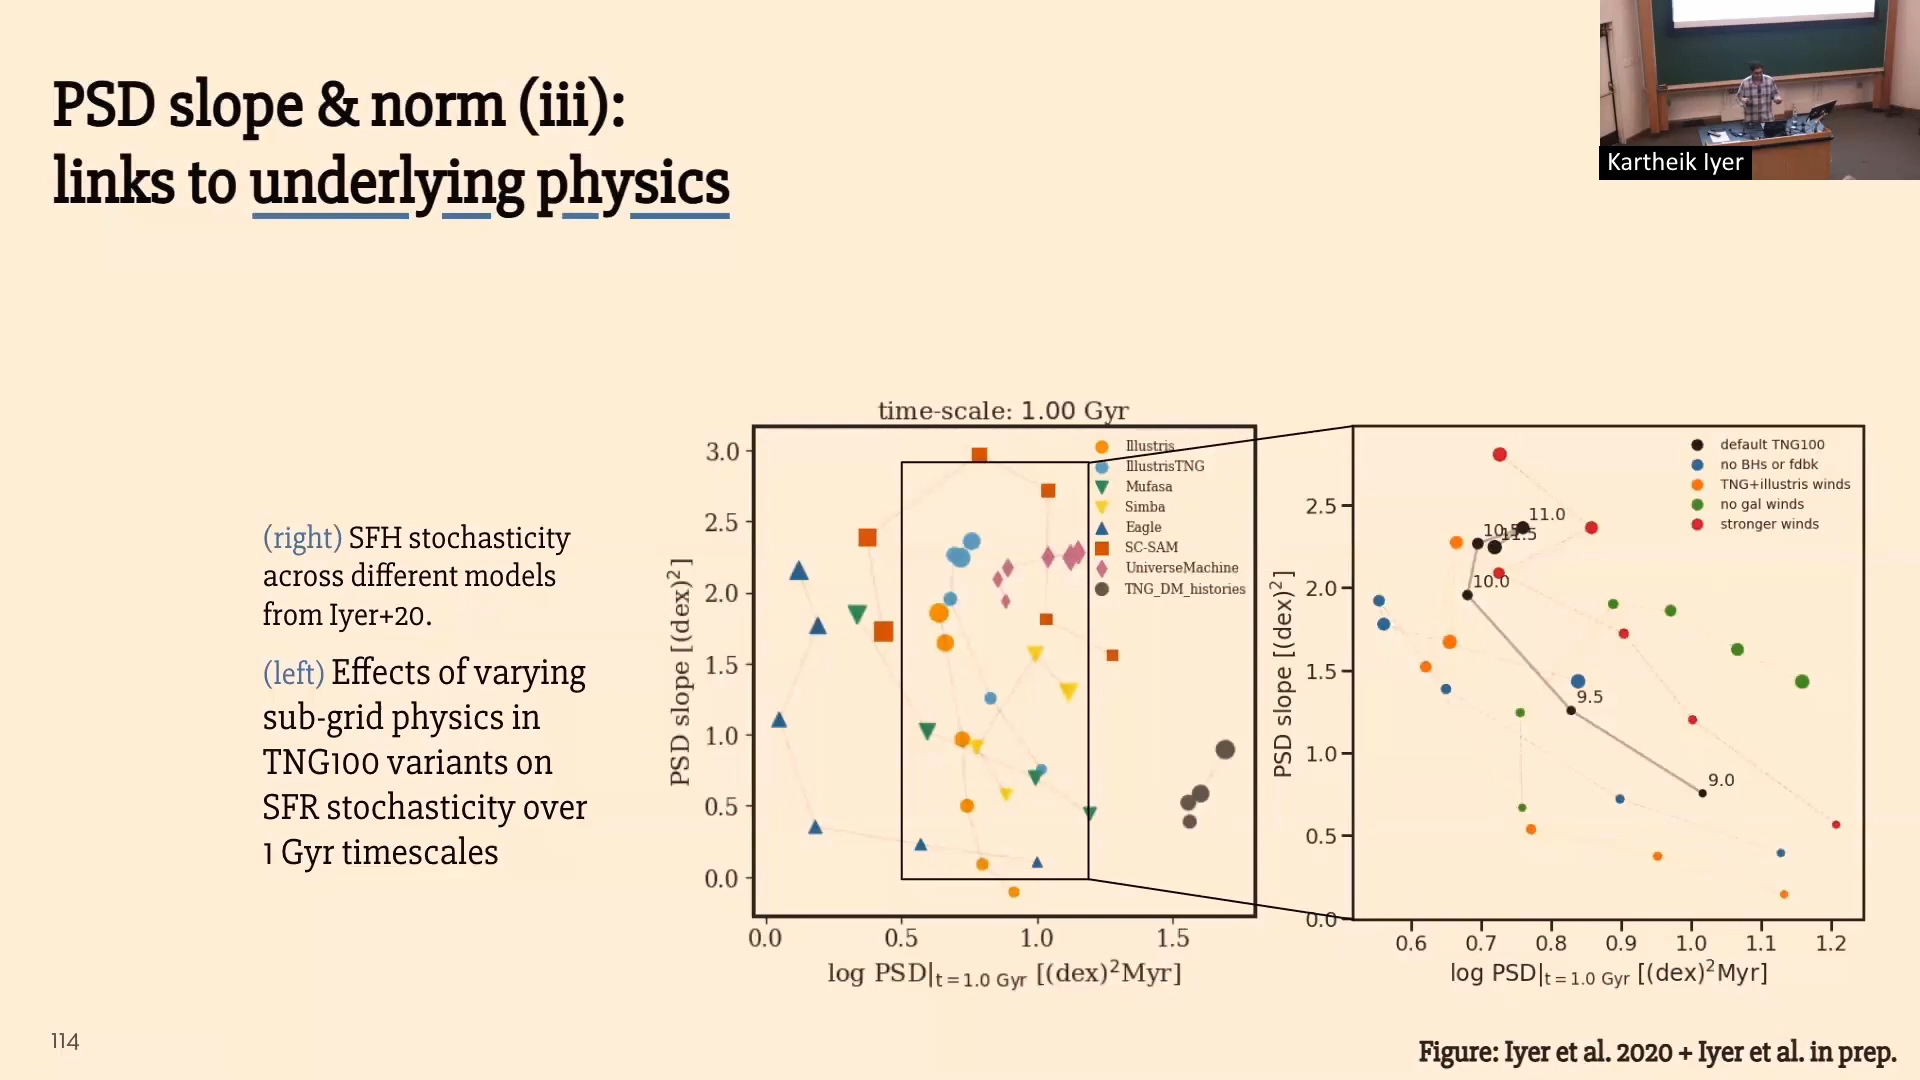 PSD slope & norm (iii):
links to underlying physics
Kartheik Iyer
(right) SFH stochasticity
across different models
from Iyer+20.
(left) Effects of varying
sub-grid physics in
TNG100 variants on
SFR stochasticity over
1 Gyr timescales
time-scale: 1.00 Gyr
PSD slope [(dex)²]
3.0
2.5
2.0
1.5
1.0
0.5
0.0
Illustris
IllustrisTNG
Mufasa
Simba
Eagle
SC-SAM
UniverseMachine
TNG_DM_histories
0.0 0.5 1.0 1.5
log PSD|t = 1.0 Gyr [(dex)²Myr]
PSD slope [(dex)²]
2.5
2.0
1.5
1.0
0.5
0.0
default TNG100
no BHs or fdbk
TNG+illustris winds
no gal winds
stronger winds
11.0
10.5
11.5
10.0
9.5
9.0
0.6 0.7 0.8 0.9 1.0 1.1 1.2
log PSD|t = 1.0 Gyr [(dex)²Myr]
114
Figure: Iyer et al. 2020 + Iyer et al. in prep.